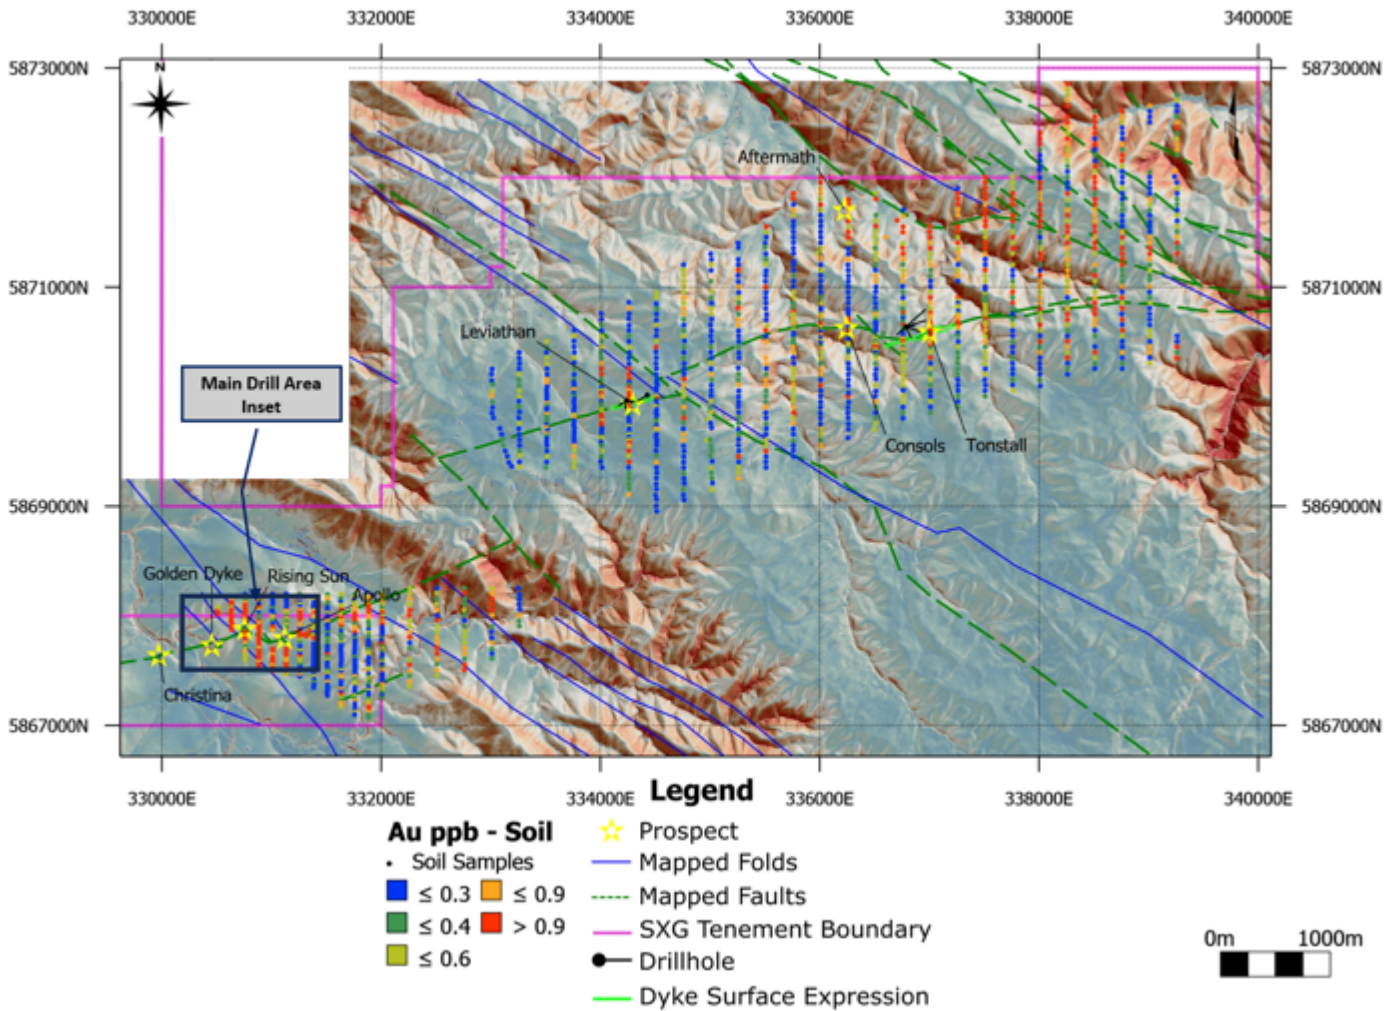 330000E 332000E 334000E 336000E 338000E 340000E
5873000N 5873000N
N
Aftermath
5871000N 5871000N
Leviathan
Main Drill Area
Inset
Consols Tonstall
5869000N 5869000N
Golden Dyke Rising Sun
Apollo
Christina
5867000N 5867000N
330000E 332000E 334000E 336000E 338000E 340000E
Legend
Au ppb - Soil
Soil Samples
≤ 0.3 ≤ 0.9
≤ 0.4 > 0.9
≤ 0.6
Prospect
Mapped Folds
Mapped Faults
SXG Tenement Boundary
Drillhole
Dyke Surface Expression
0m 1000m